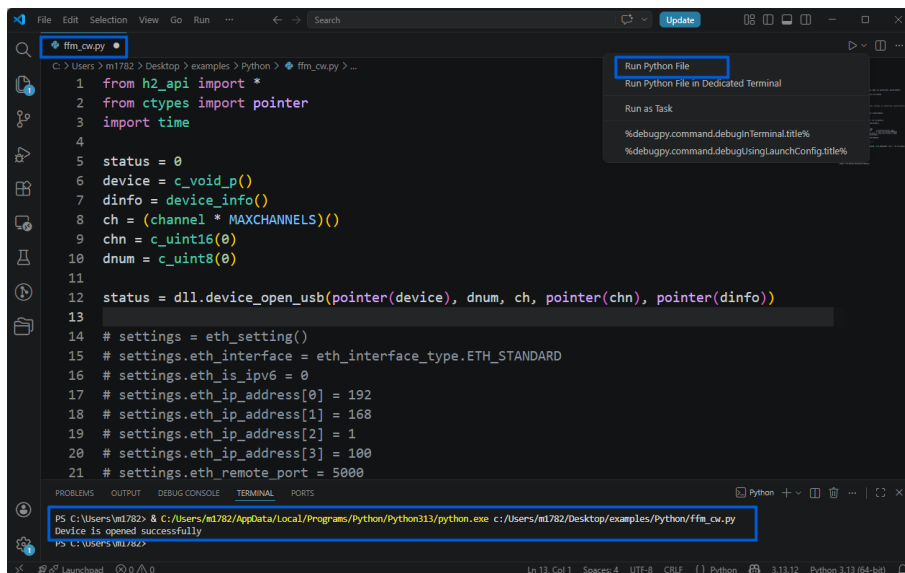 File Edit Selection View Go Run ··· ← → Search Update
ffm_cw.py ●
C: > Users > m1782 > Desktop > examples > Python > ffm_cw.py > ...
Run Python File
Run Python File in Dedicated Terminal
Run as Task
%debugpy.command.debugInTerminal.title%
%debugpy.command.debugUsingLaunchConfig.title%
1 from h2_api import *
2 from ctypes import pointer
3 import time
4
5 status = 0
6 device = c_void_p()
7 dinfo = device_info()
8 ch = (channel * MAXCHANNELS)()
9 chn = c_uint16(0)
10 dnum = c_uint8(0)
11
12 status = dll.device_open_usb(pointer(device), dnum, ch, pointer(chn), pointer(dinfo))
13
14 # settings = eth_setting()
15 # settings.eth_interface = eth_interface_type.ETH_STANDARD
16 # settings.eth_is_ipv6 = 0
17 # settings.eth_ip_address[0] = 192
18 # settings.eth_ip_address[1] = 168
19 # settings.eth_ip_address[2] = 1
20 # settings.eth_ip_address[3] = 100
21 # settings.eth_remote_port = 5000
PROBLEMS OUTPUT DEBUG CONSOLE TERMINAL PORTS Python
PS C:\Users\m1782> & C:/Users/m1782/AppData/Local/Programs/Python/Python313/python.exe c:/Users/m1782/Desktop/examples/Python/ffm_cw.py
Device is opened successfully
PS C:\Users\m1782>
Launchpad 0 0 Ln 13, Col 1 Spaces: 4 UTF-8 CRLF { } Python 3.13.12 Python 3.13 (64-bit)